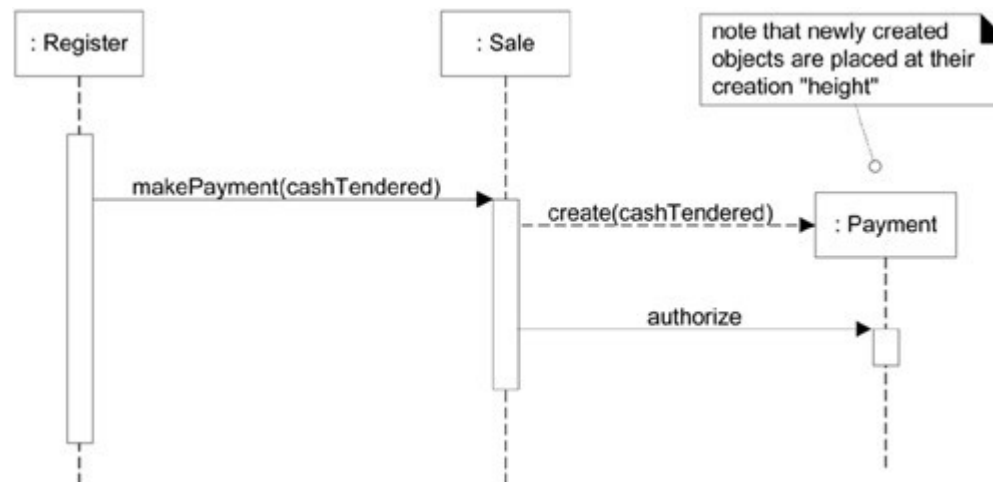 : Register
: Sale
note that newly created
objects are placed at their
creation "height"
makePayment(cashTendered)
create(cashTendered)
: Payment
authorize